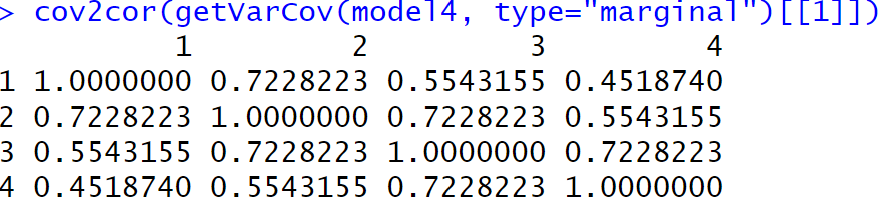 > cov2cor(getVarCov(model4, type="marginal")[[1]])
1 2 3 4
1 1.0000000 0.7228223 0.5543155 0.4518740
2 0.7228223 1.0000000 0.7228223 0.5543155
3 0.5543155 0.7228223 1.0000000 0.7228223
4 0.4518740 0.5543155 0.7228223 1.0000000